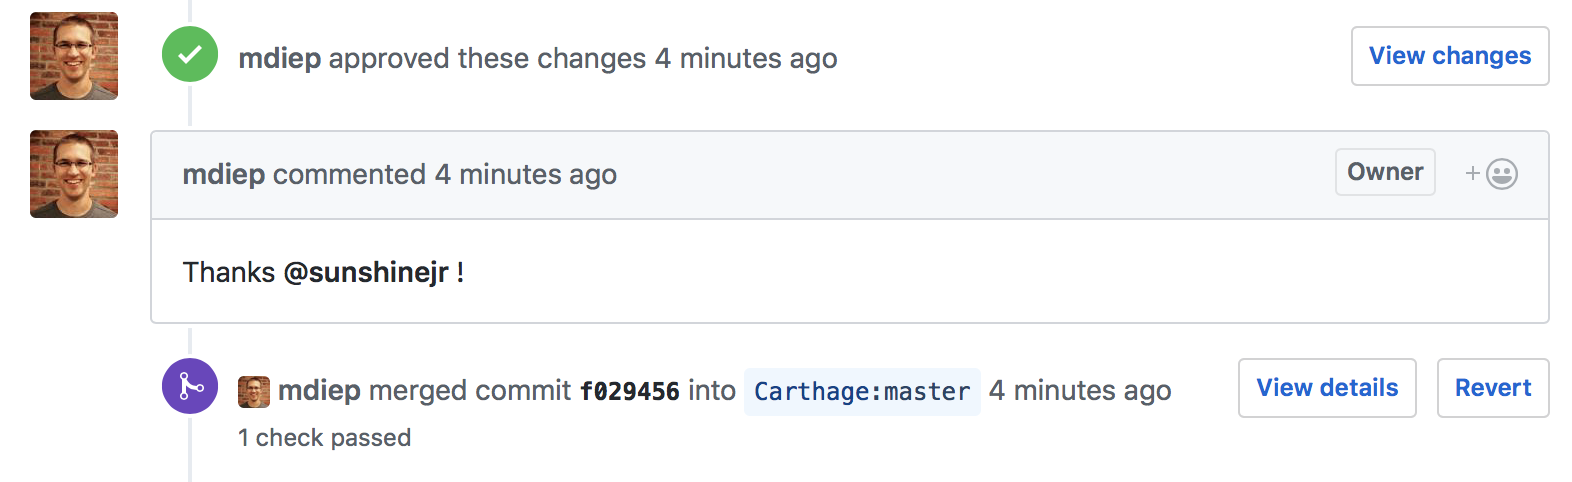 mdiep approved these changes 4 minutes ago View changes
mdiep commented 4 minutes ago Owner
Thanks @sunshinejr !
mdiep merged commit f029456 into Carthage:master 4 minutes ago View details Revert
1 check passed